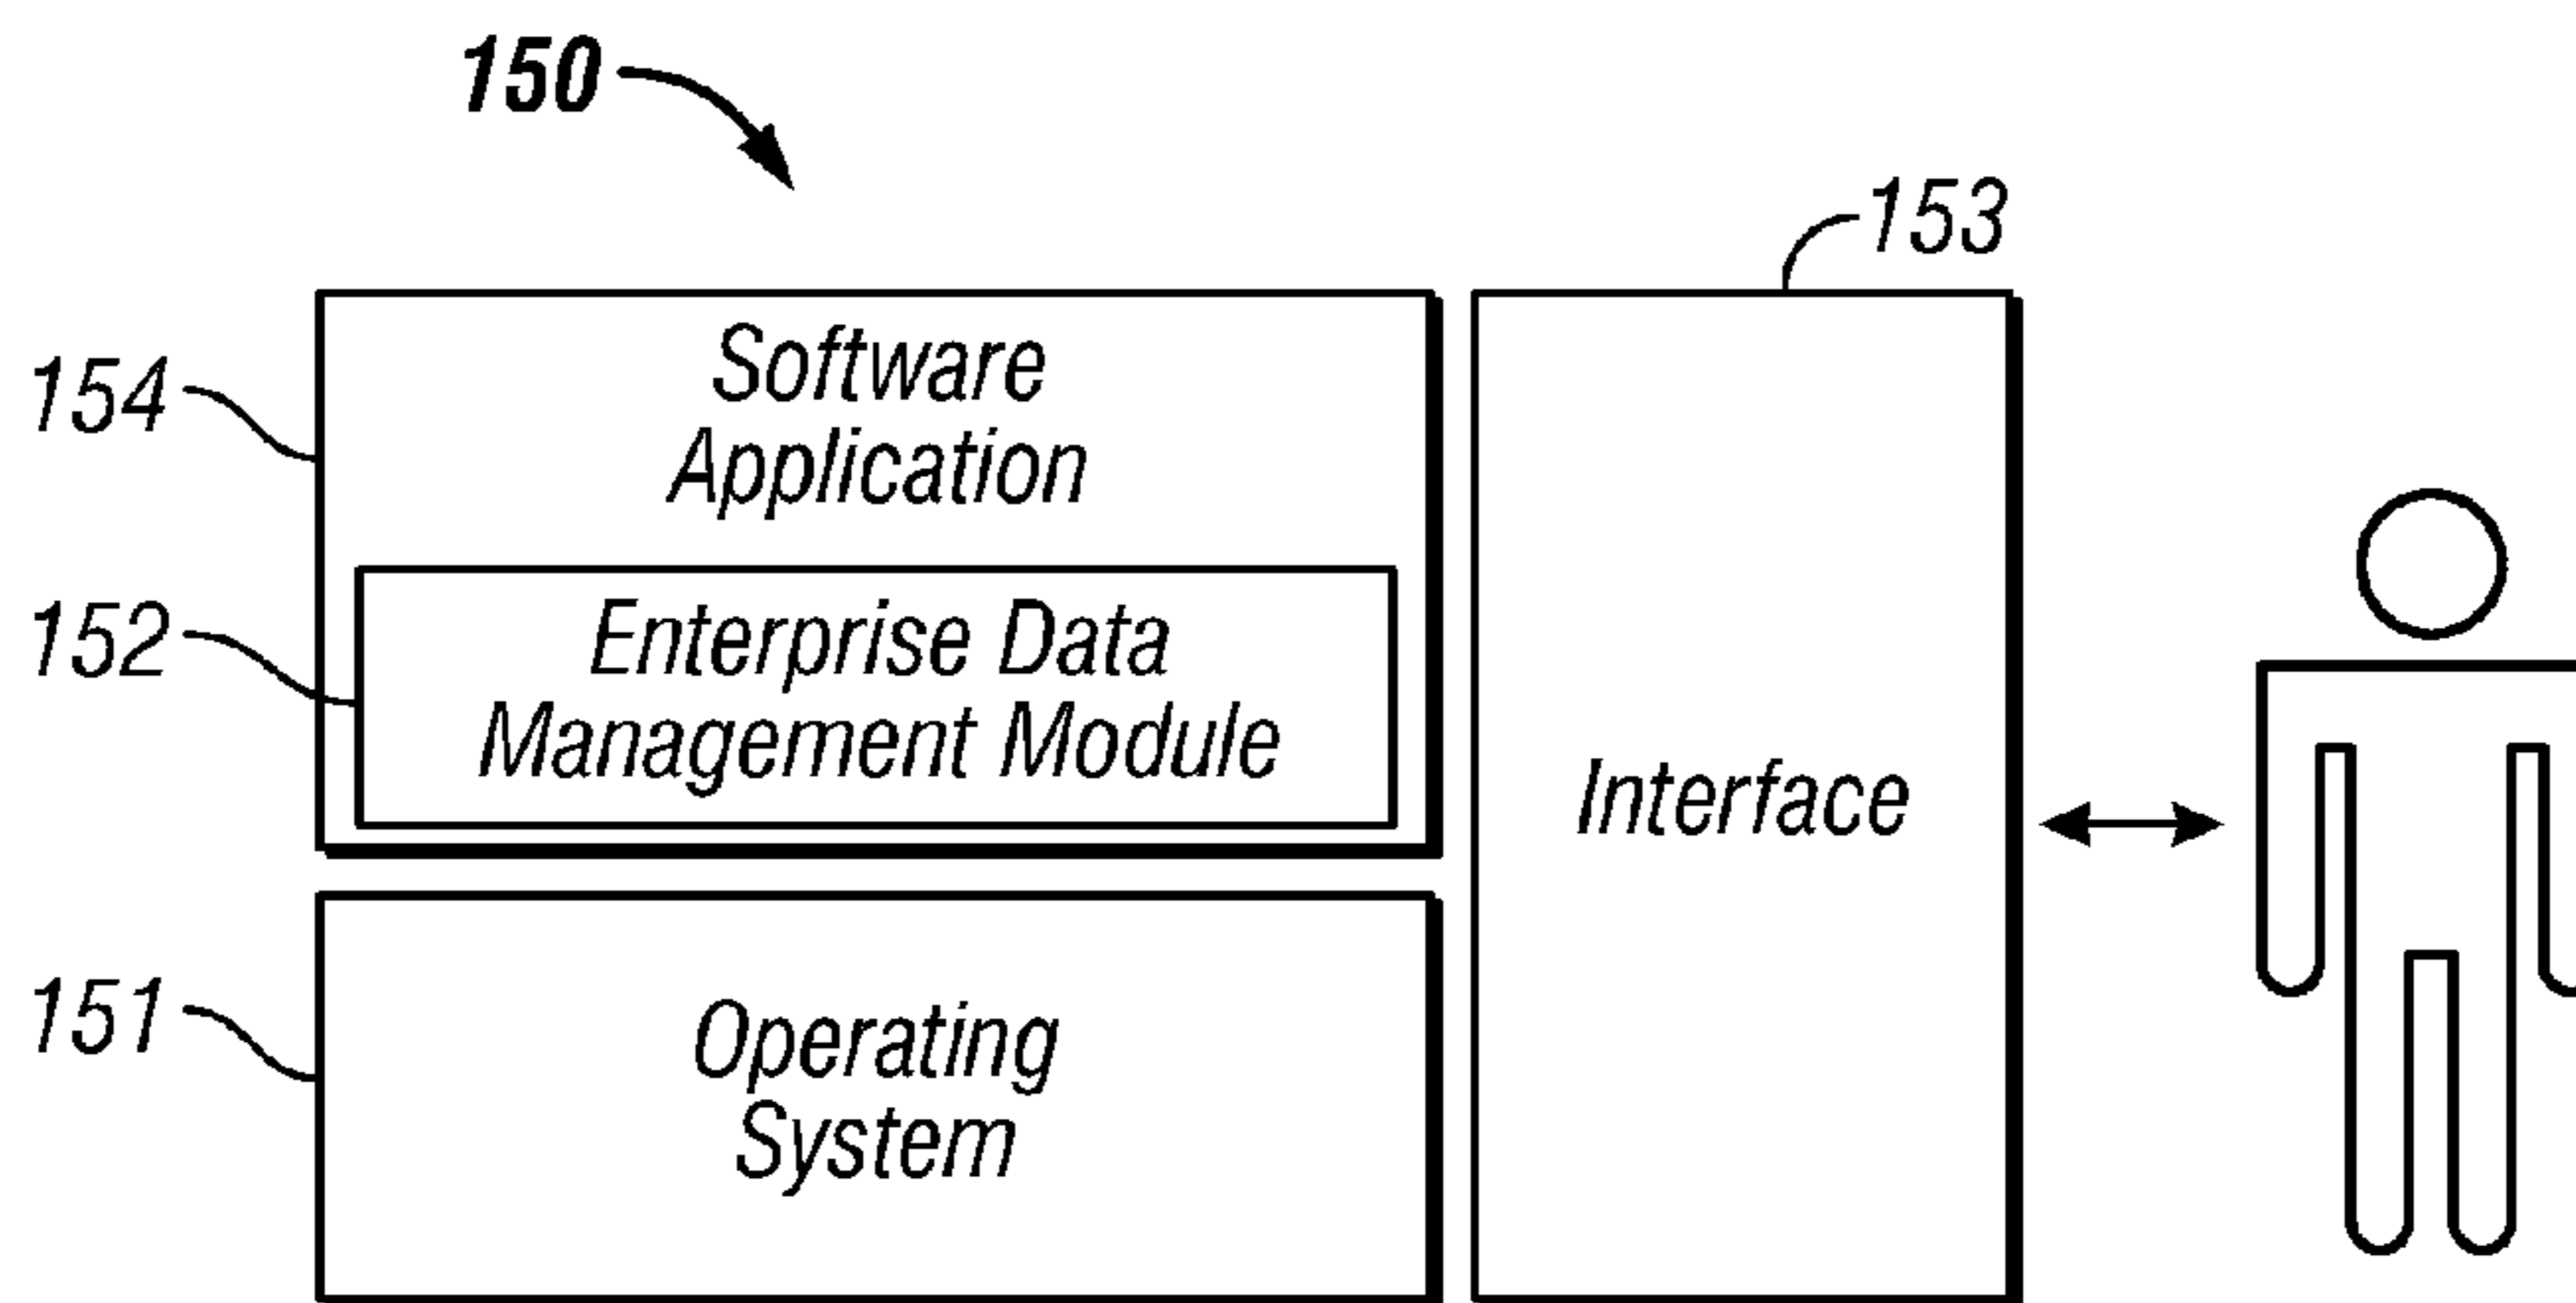 150
153
154
Software
Application
152
Enterprise Data
Management Module
Interface
151
Operating
System